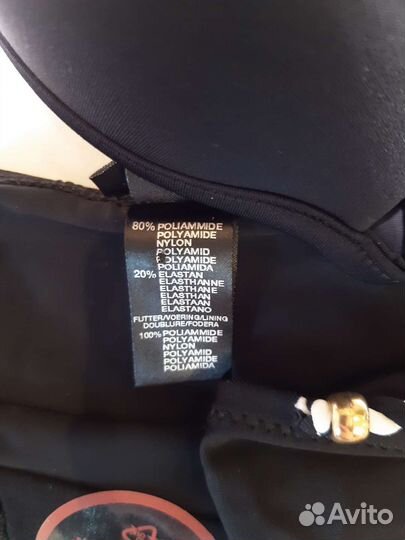 80% POLIAMMIDE
POLYAMIDE
NYLON
POLYAMID
POLYAMIDE
POLIAMIDA
20% ELASTAN
ELASTHANNE
ELASTHANE
ELASTHAN
ELASTAAN
ELASTANO
FUTTER/VOERING/LINING
DOUBLURE/FODERA
100% POLIAMMIDE
POLYAMIDE
NYLON
POLYAMID
POLYAMIDE
POLIAMIDA
Avito